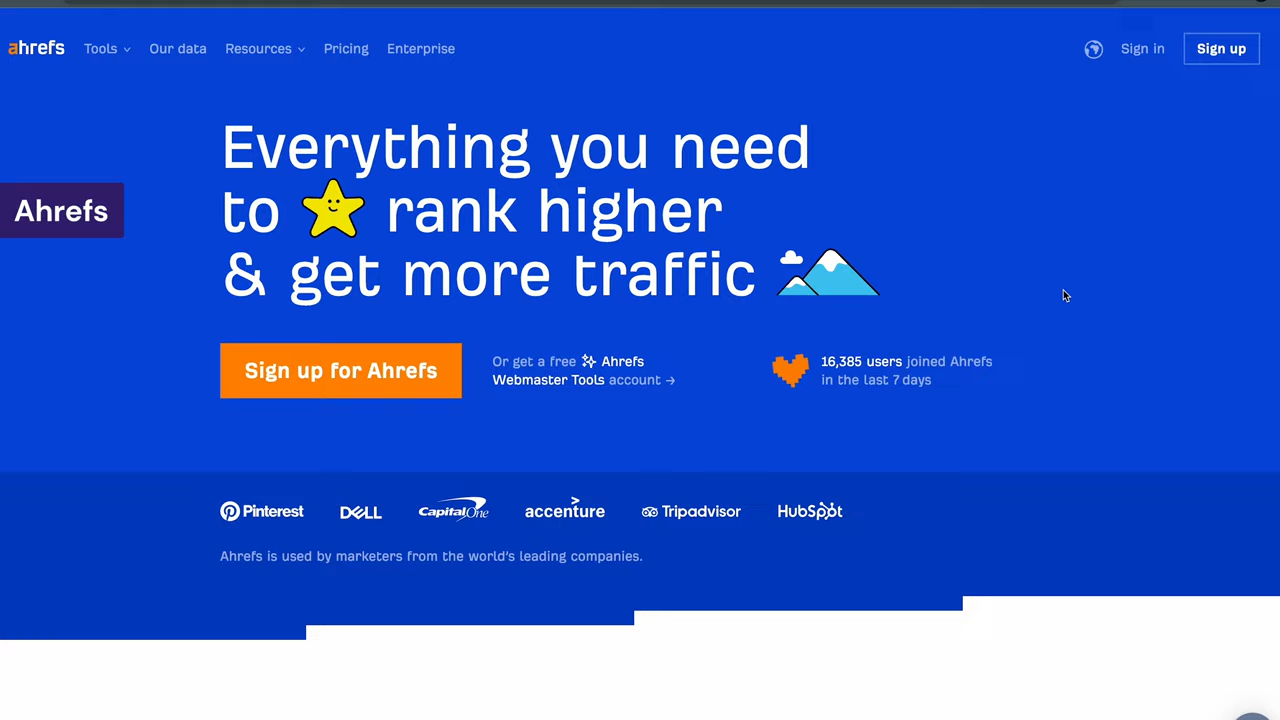 ahrefs Tools Our data Resources Pricing Enterprise Sign in Sign up
Everything you need
to rank higher
& get more traffic
Ahrefs
Sign up for Ahrefs
Or get a free Ahrefs
Webmaster Tools account →
16,385 users joined Ahrefs
in the last 7 days
Pinterest DELL Capital One accenture Tripadvisor HubSpot
Ahrefs is used by marketers from the world's leading companies.